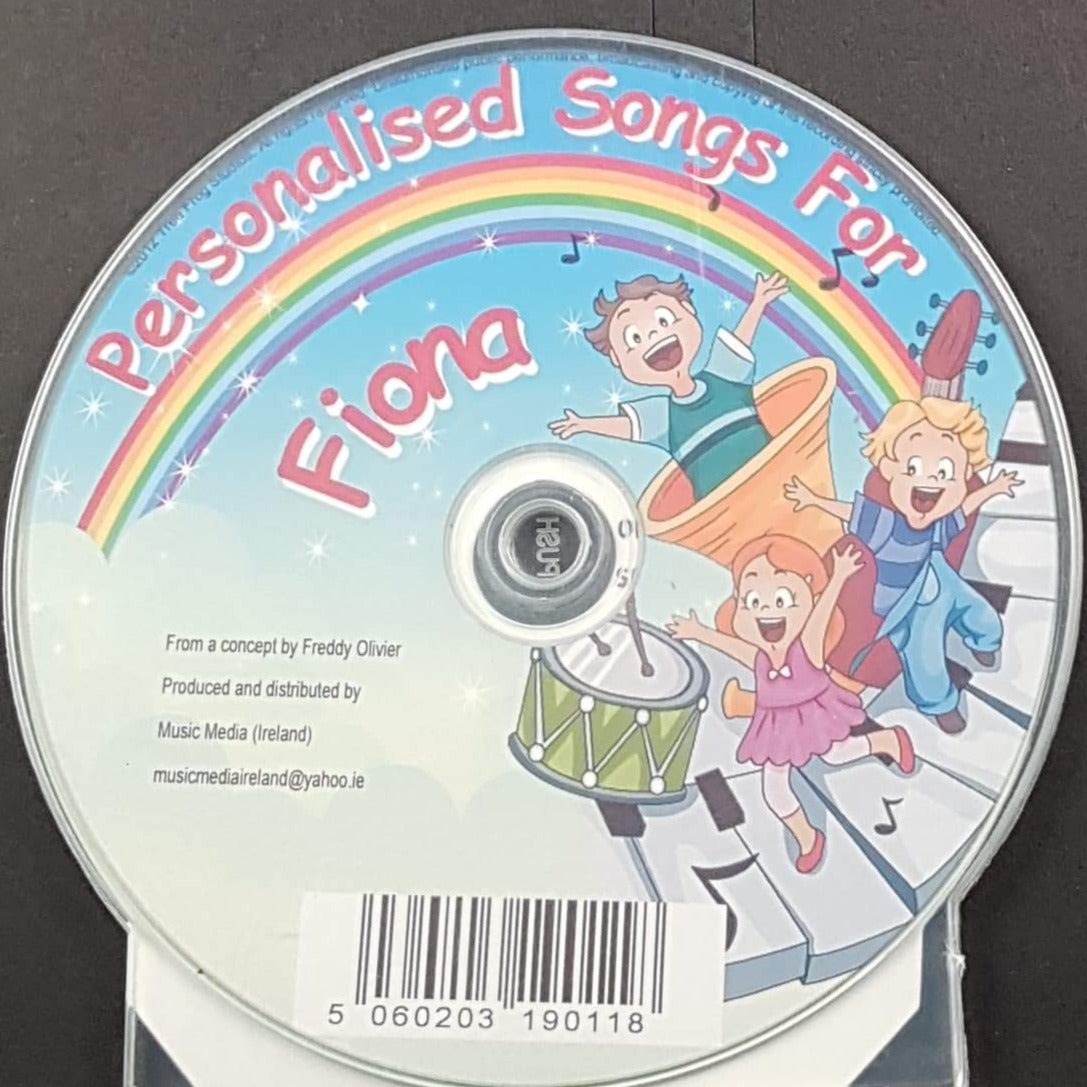 Personalised Songs For
Fiona
From a concept by Freddy Olivier
Produced and distributed by
Music Media (Ireland)
musicmediaireland@yahoo.ie
5 060203 190118